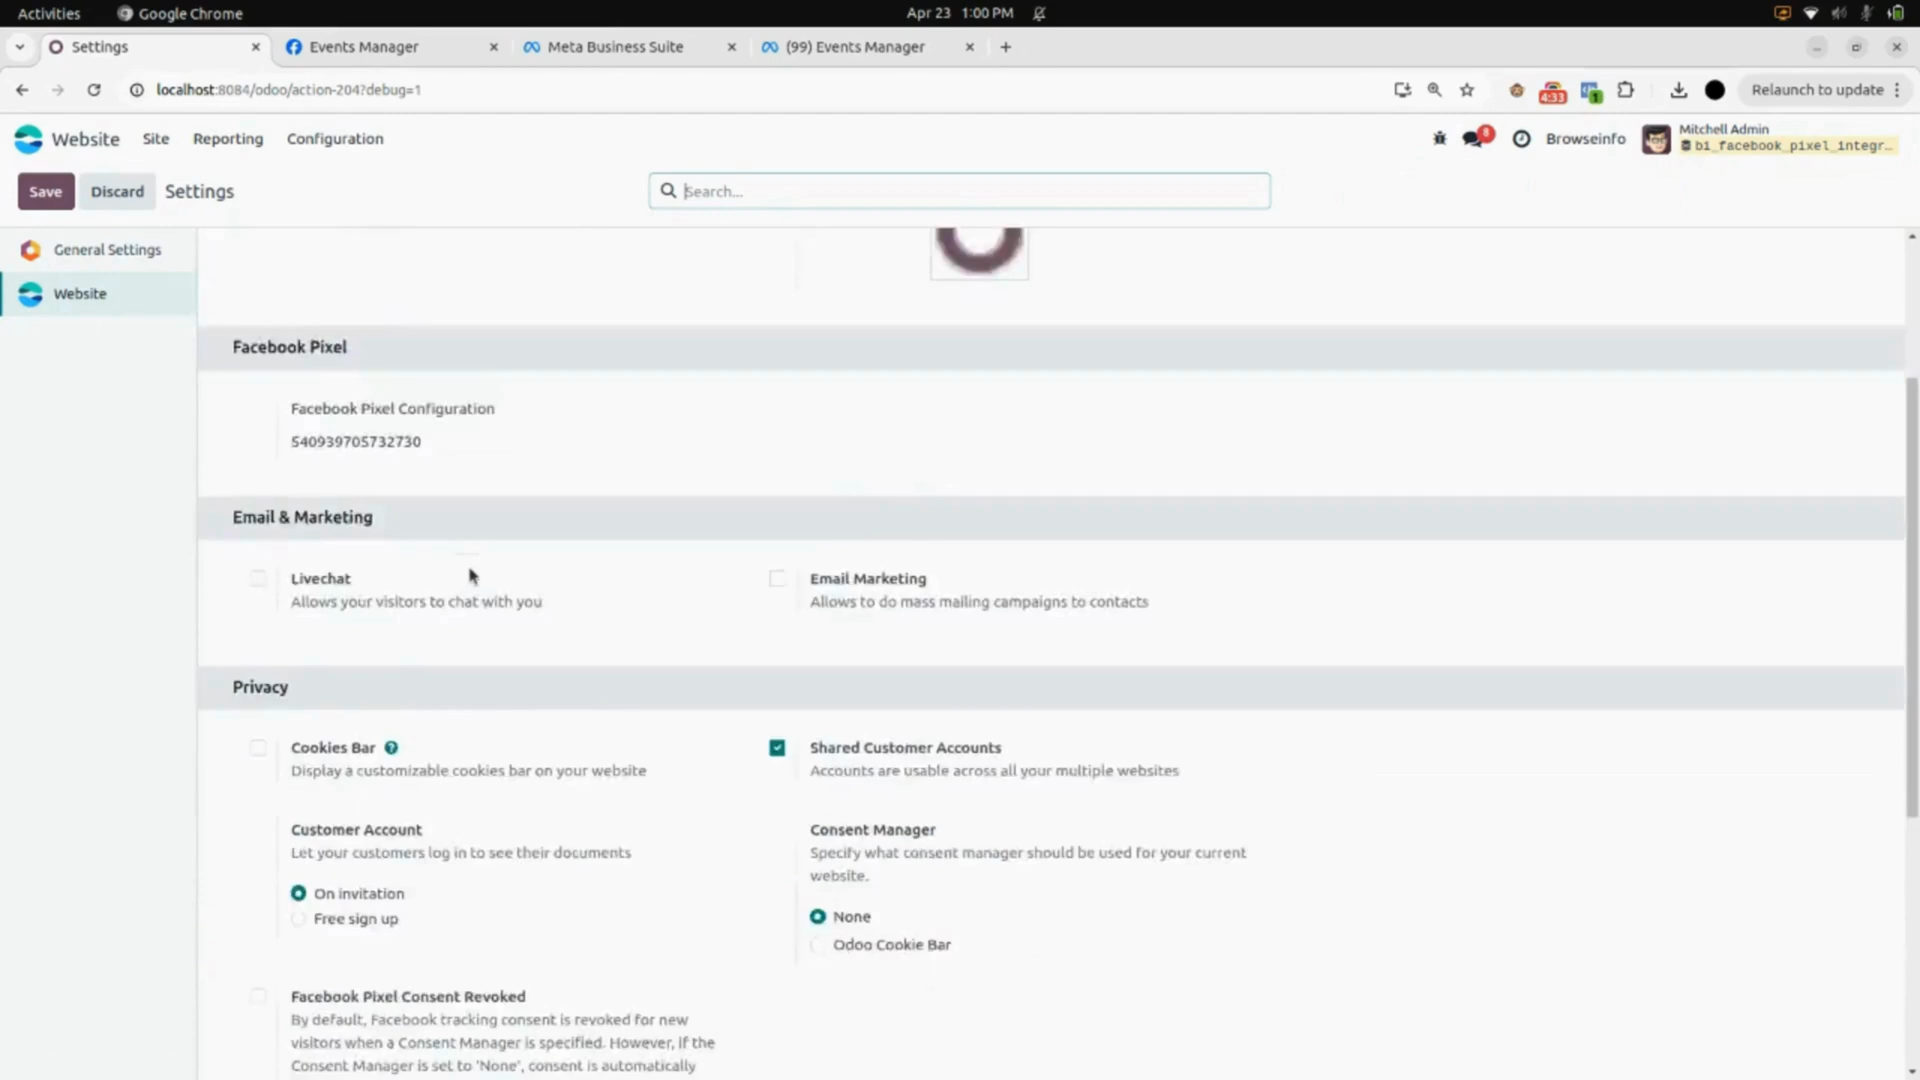 Activities
Google Chrome
Apr 23 1:00 PM
Settings
Events Manager
Meta Business Suite
(99) Events Manager
localhost:8084/odoo/action-204?debug=1
4:33
1
Relaunch to update
Website
Site
Reporting
Configuration
8
Browseinfo
Mitchell Admin
bi_facebook_pixel_integr...
Save
Discard
Settings
Search...
General Settings
Website
Facebook Pixel
Facebook Pixel Configuration
540939705732730
Email & Marketing
Livechat
Allows your visitors to chat with you
Email Marketing
Allows to do mass mailing campaigns to contacts
Privacy
Cookies Bar ?
Display a customizable cookies bar on your website
Shared Customer Accounts
Accounts are usable across all your multiple websites
Customer Account
Let your customers log in to see their documents
On invitation
Free sign up
Consent Manager
Specify what consent manager should be used for your current
website.
None
Odoo Cookie Bar
Facebook Pixel Consent Revoked
By default, Facebook tracking consent is revoked for new
visitors when a Consent Manager is specified. However, if the
Consent Manager is set to 'None', consent is automatically